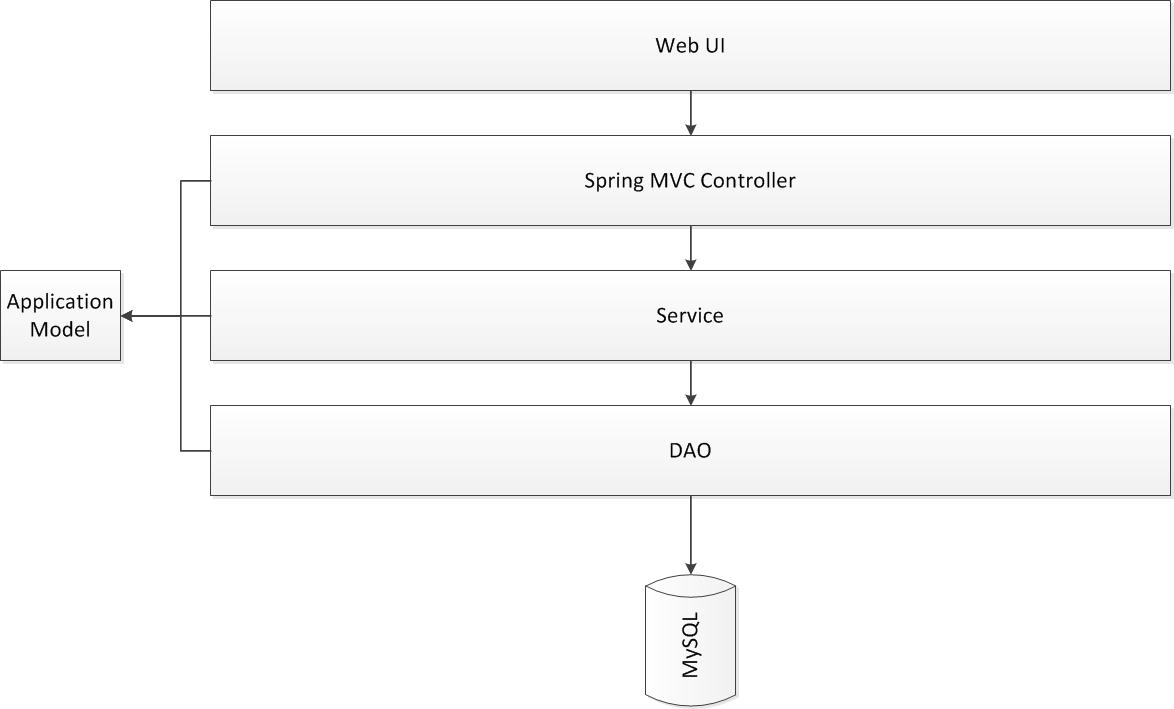 Web UI
Spring MVC Controller
Application
Model
Service
DAO
MySQL